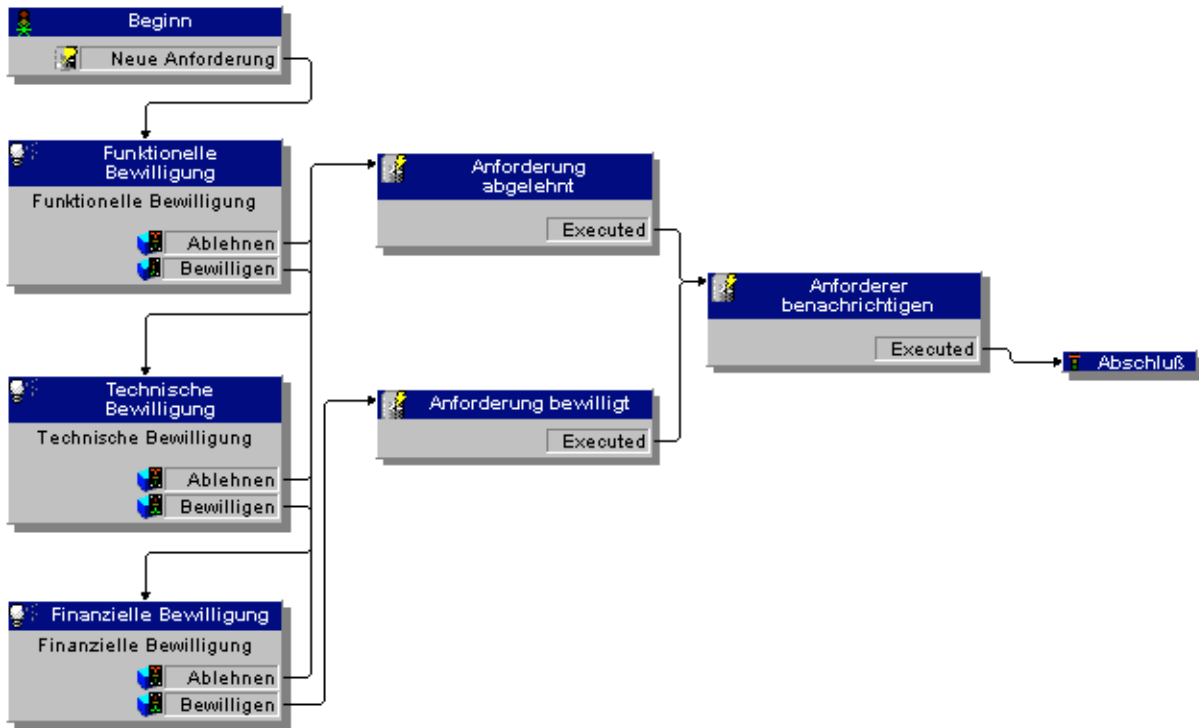 Beginn
Neue Anforderung
Funktionelle
Bewilligung
Funktionelle Bewilligung
Ablehnen
Bewilligen
Technische
Bewilligung
Technische Bewilligung
Ablehnen
Bewilligen
Finanzielle Bewilligung
Finanzielle Bewilligung
Ablehnen
Bewilligen
Anforderung
abgelehnt
Executed
Anforderung bewilligt
Executed
Anforderer
benachrichtigen
Executed
Abschluß